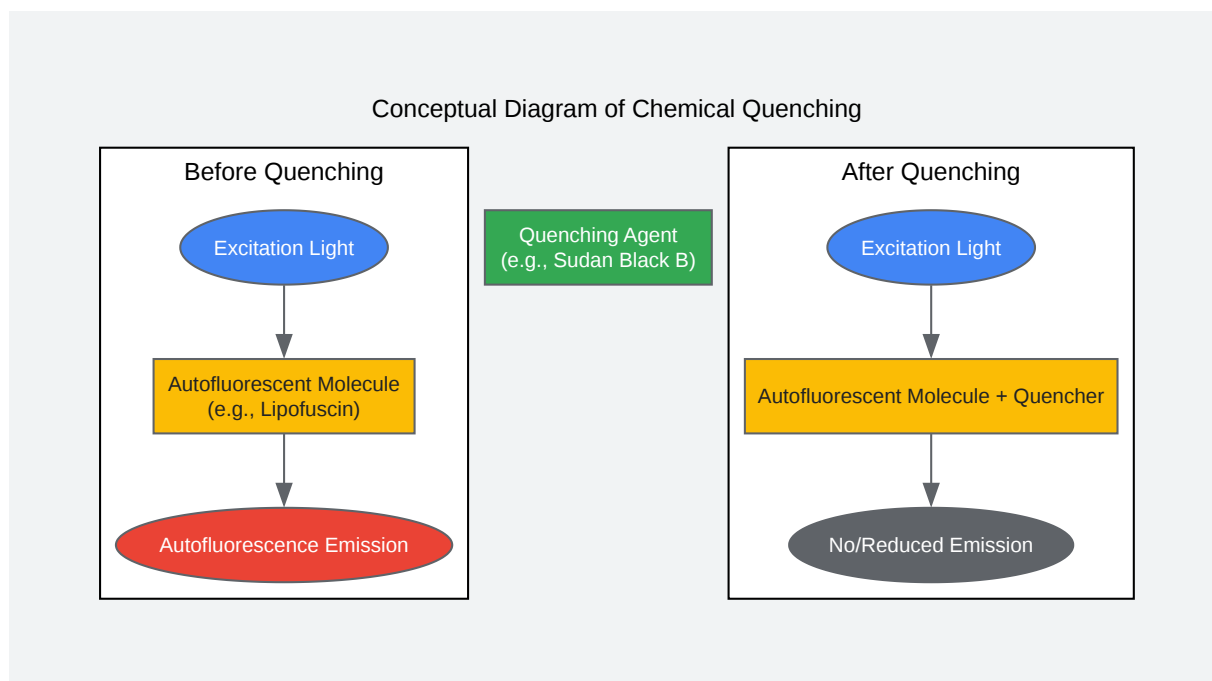 Conceptual Diagram of Chemical Quenching
Before Quenching
Excitation Light
Autofluorescent Molecule
(e.g., Lipofuscin)
Autofluorescence Emission
Quenching Agent
(e.g., Sudan Black B)
After Quenching
Excitation Light
Autofluorescent Molecule + Quencher
No/Reduced Emission